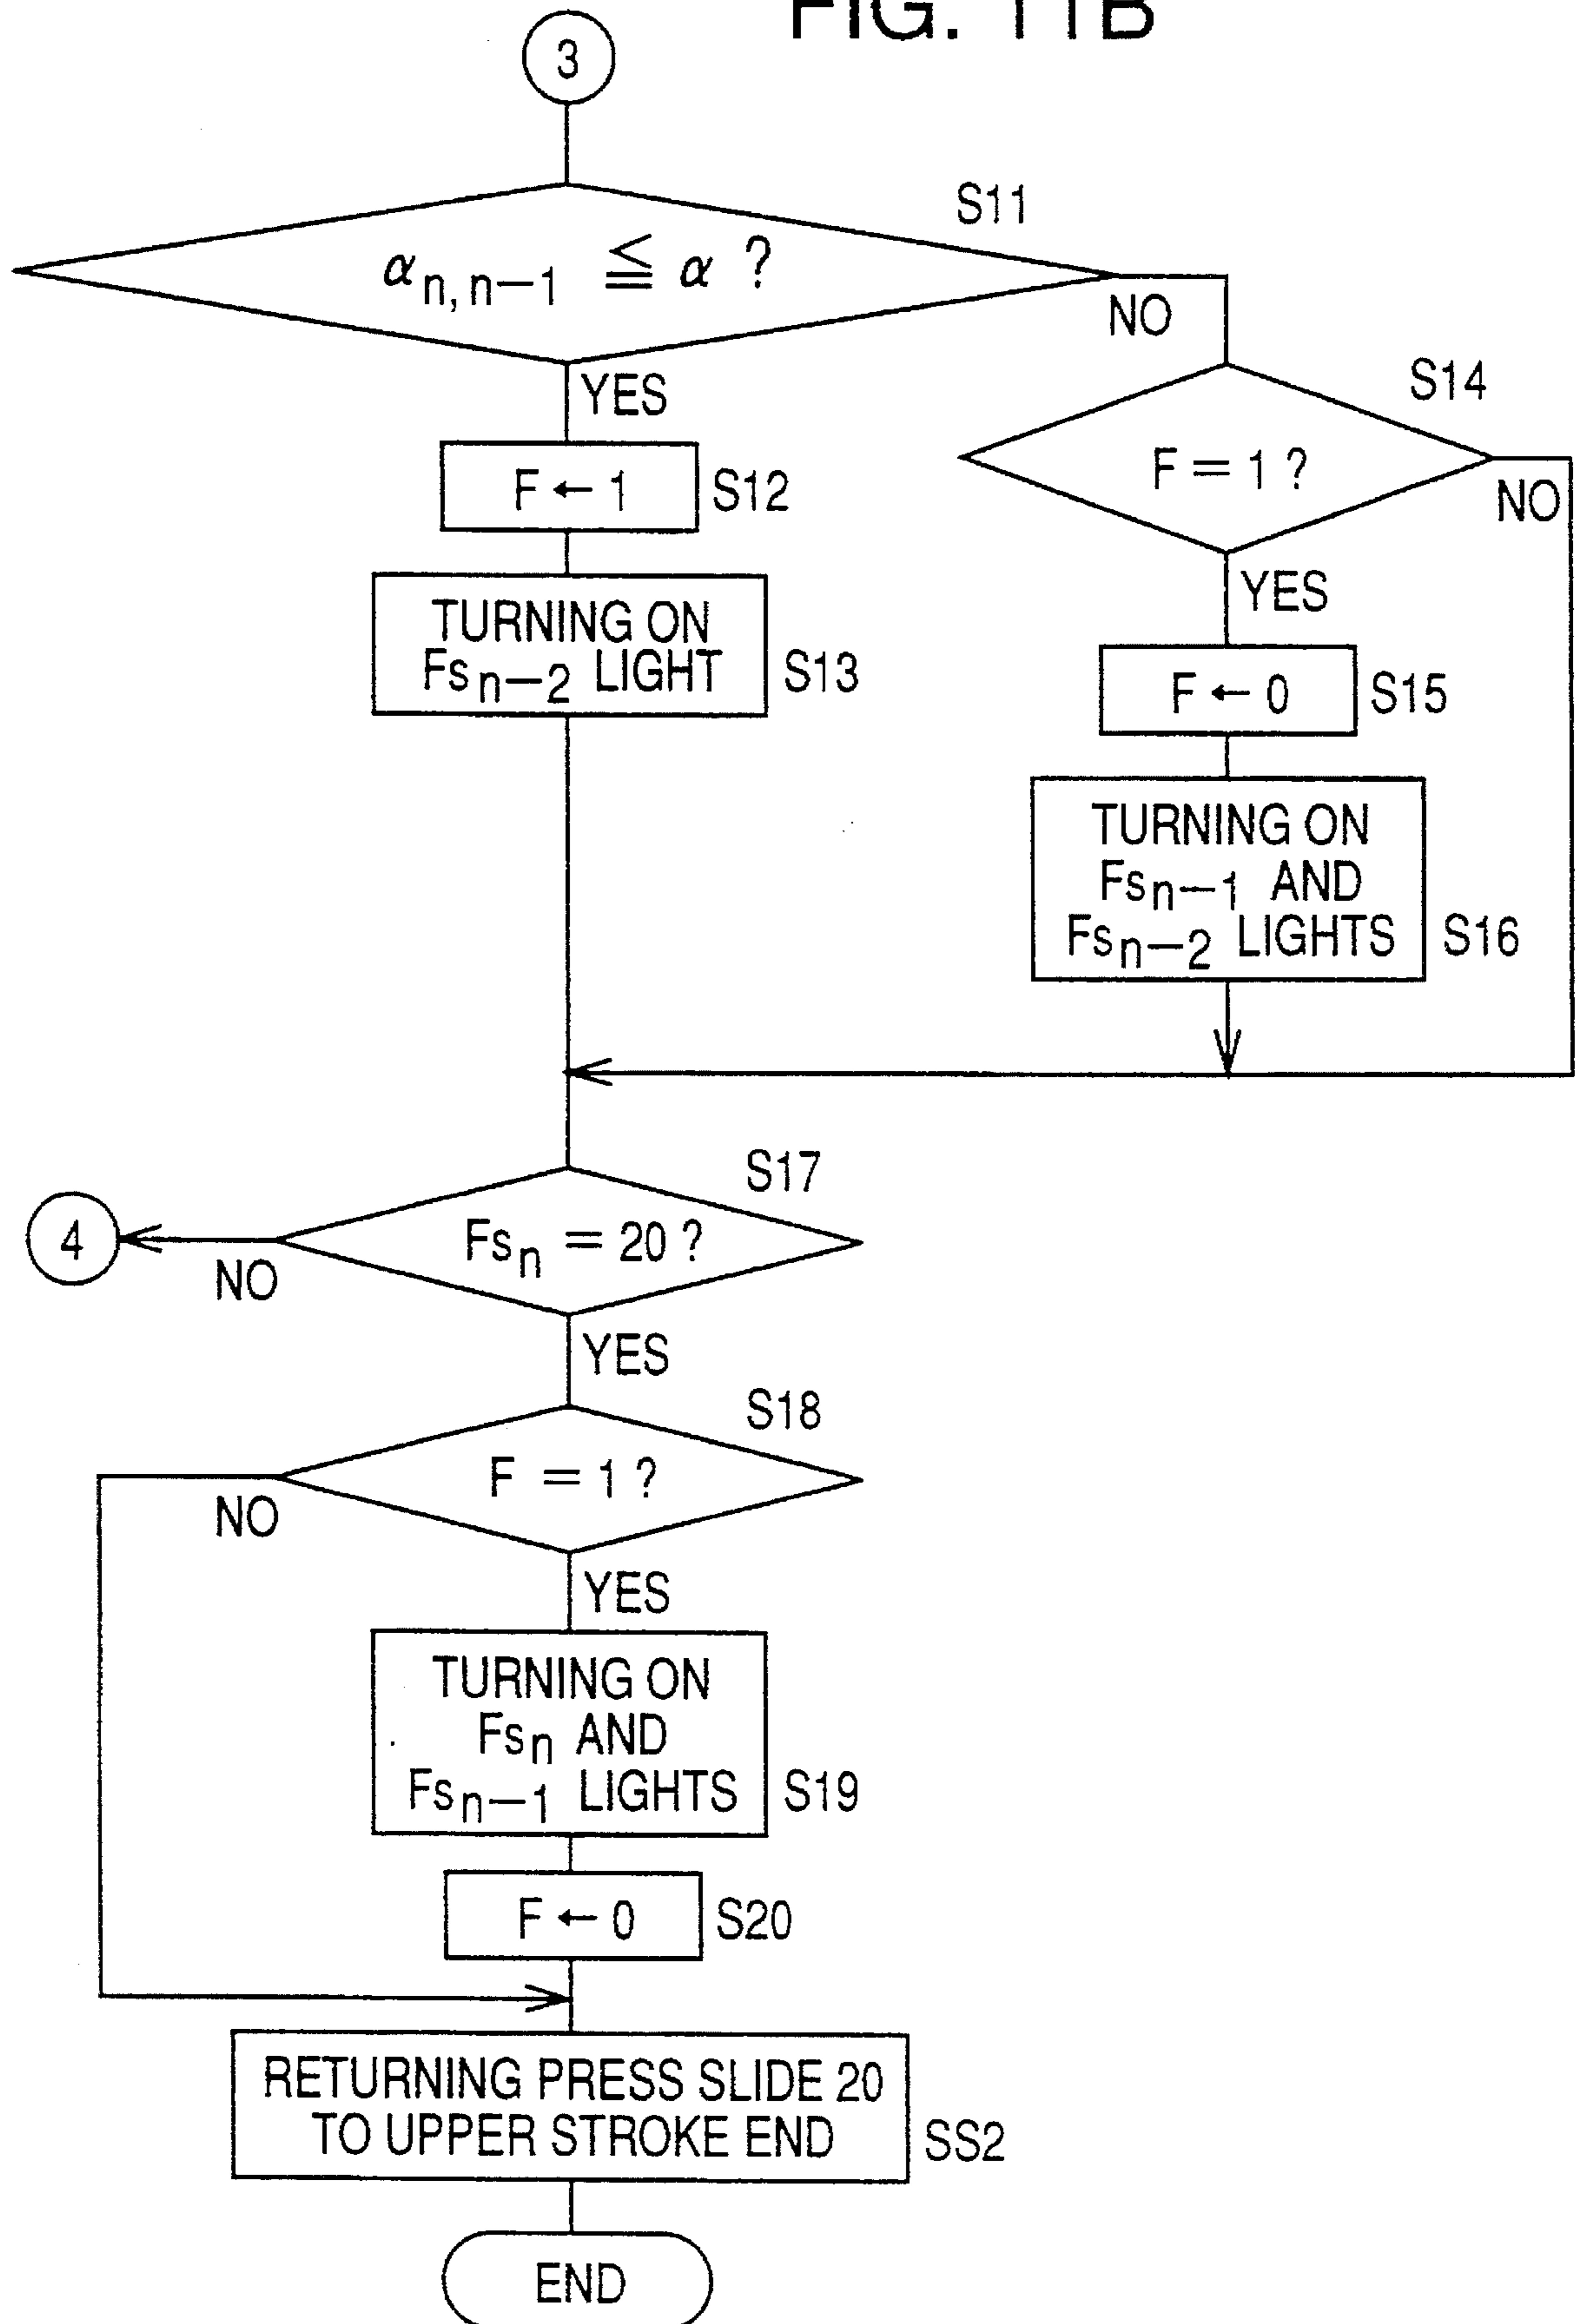 FIG. 11B
3
S11
αn, n−1 ≦ α ?
NO
YES
S14
F = 1 ?
NO
F ← 1
S12
YES
TURNING ON
Fsn−2 LIGHT
S13
F ← 0
S15
TURNING ON
Fsn−1 AND
Fsn−2 LIGHTS
S16
S17
4
Fsn = 20 ?
NO
YES
S18
F = 1 ?
NO
YES
TURNING ON
Fsn AND
Fsn−1 LIGHTS
S19
F ← 0
S20
RETURNING PRESS SLIDE 20
TO UPPER STROKE END
SS2
END